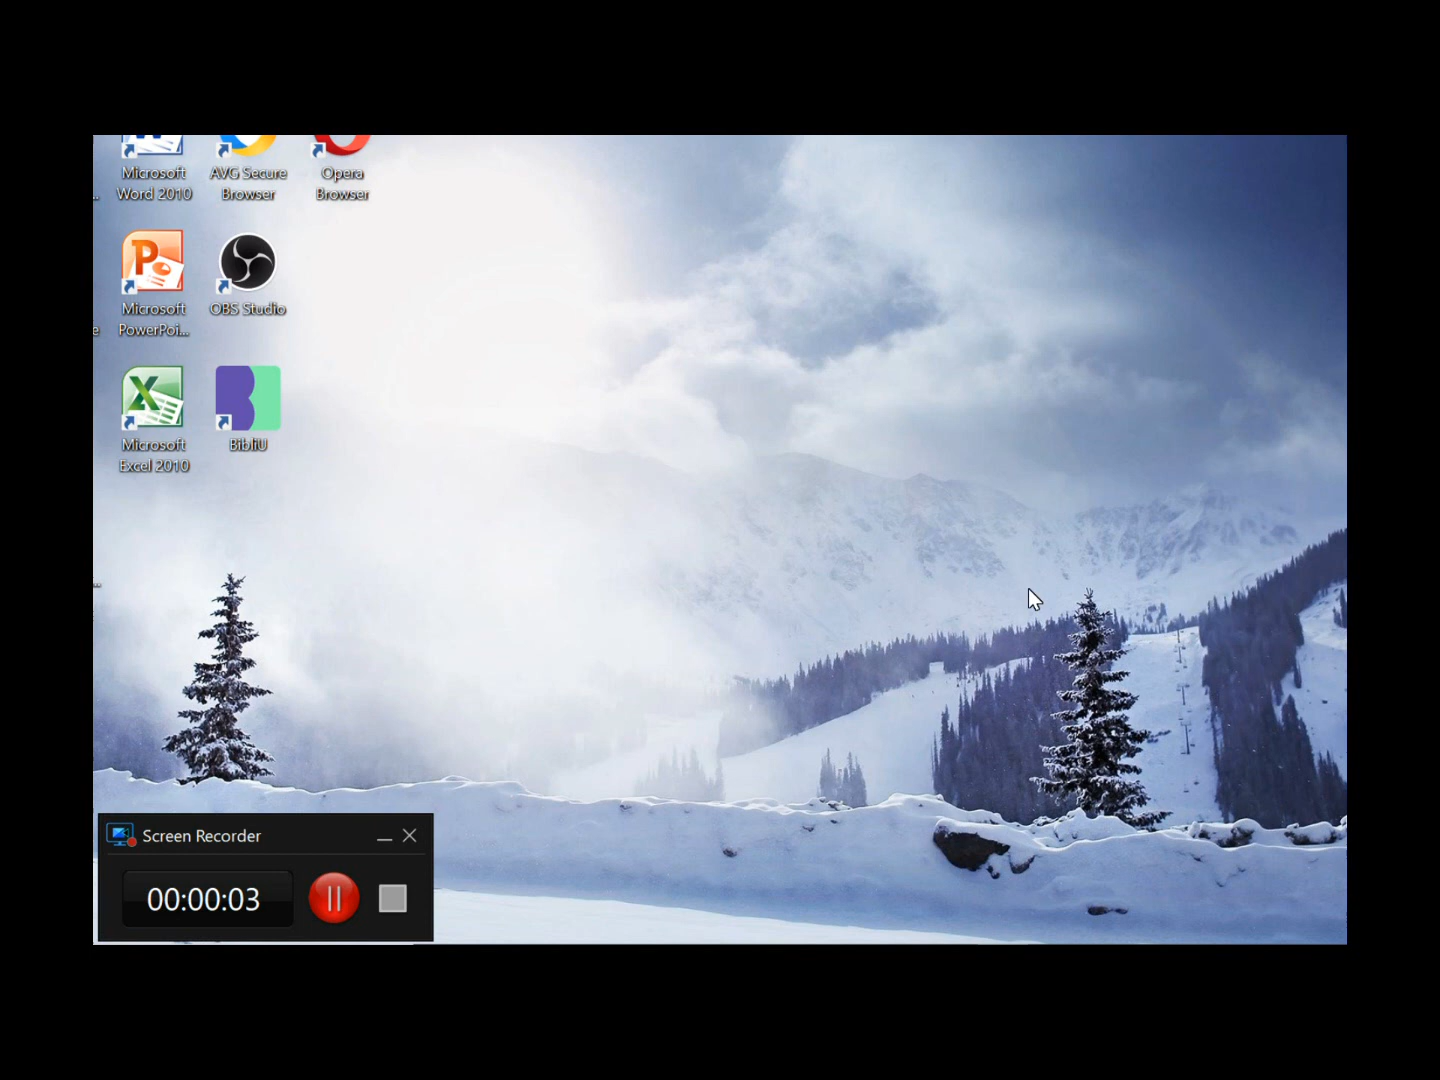 Microsoft
Word 2010
AVG Secure
Browser
Opera
Browser
Microsoft
PowerPoi...
OBS Studio
Microsoft
Excel 2010
BibliU
Screen Recorder
00:00:03